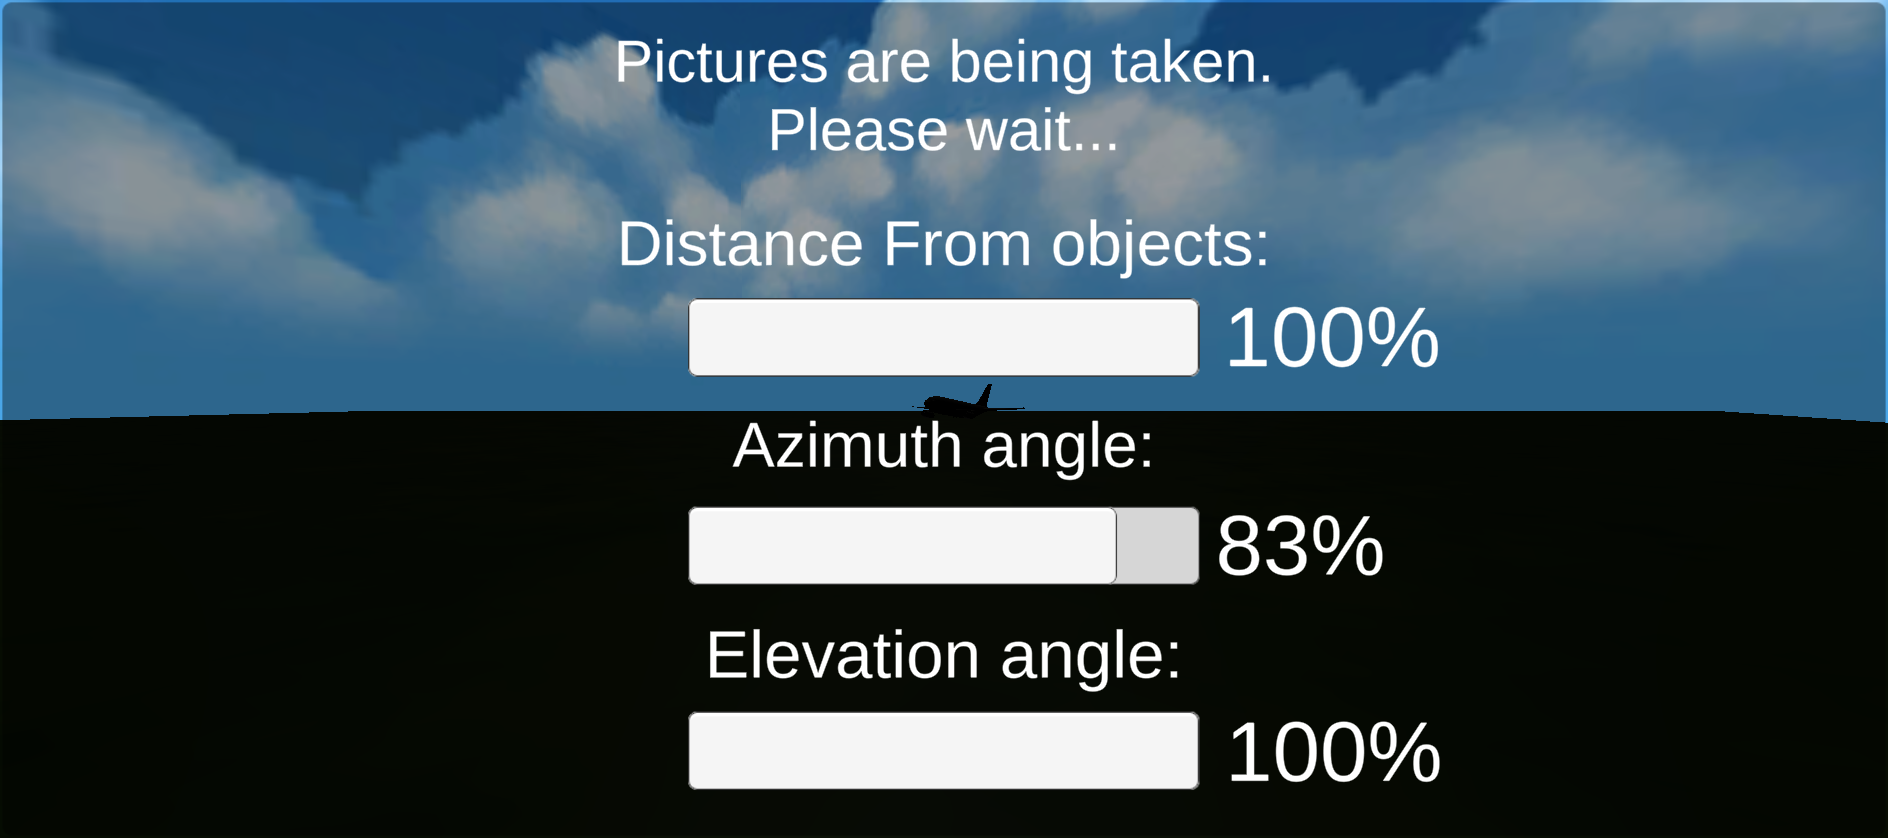 Pictures are being taken.
Please wait...
Distance From objects:
100%
Azimuth angle:
83%
Elevation angle:
100%